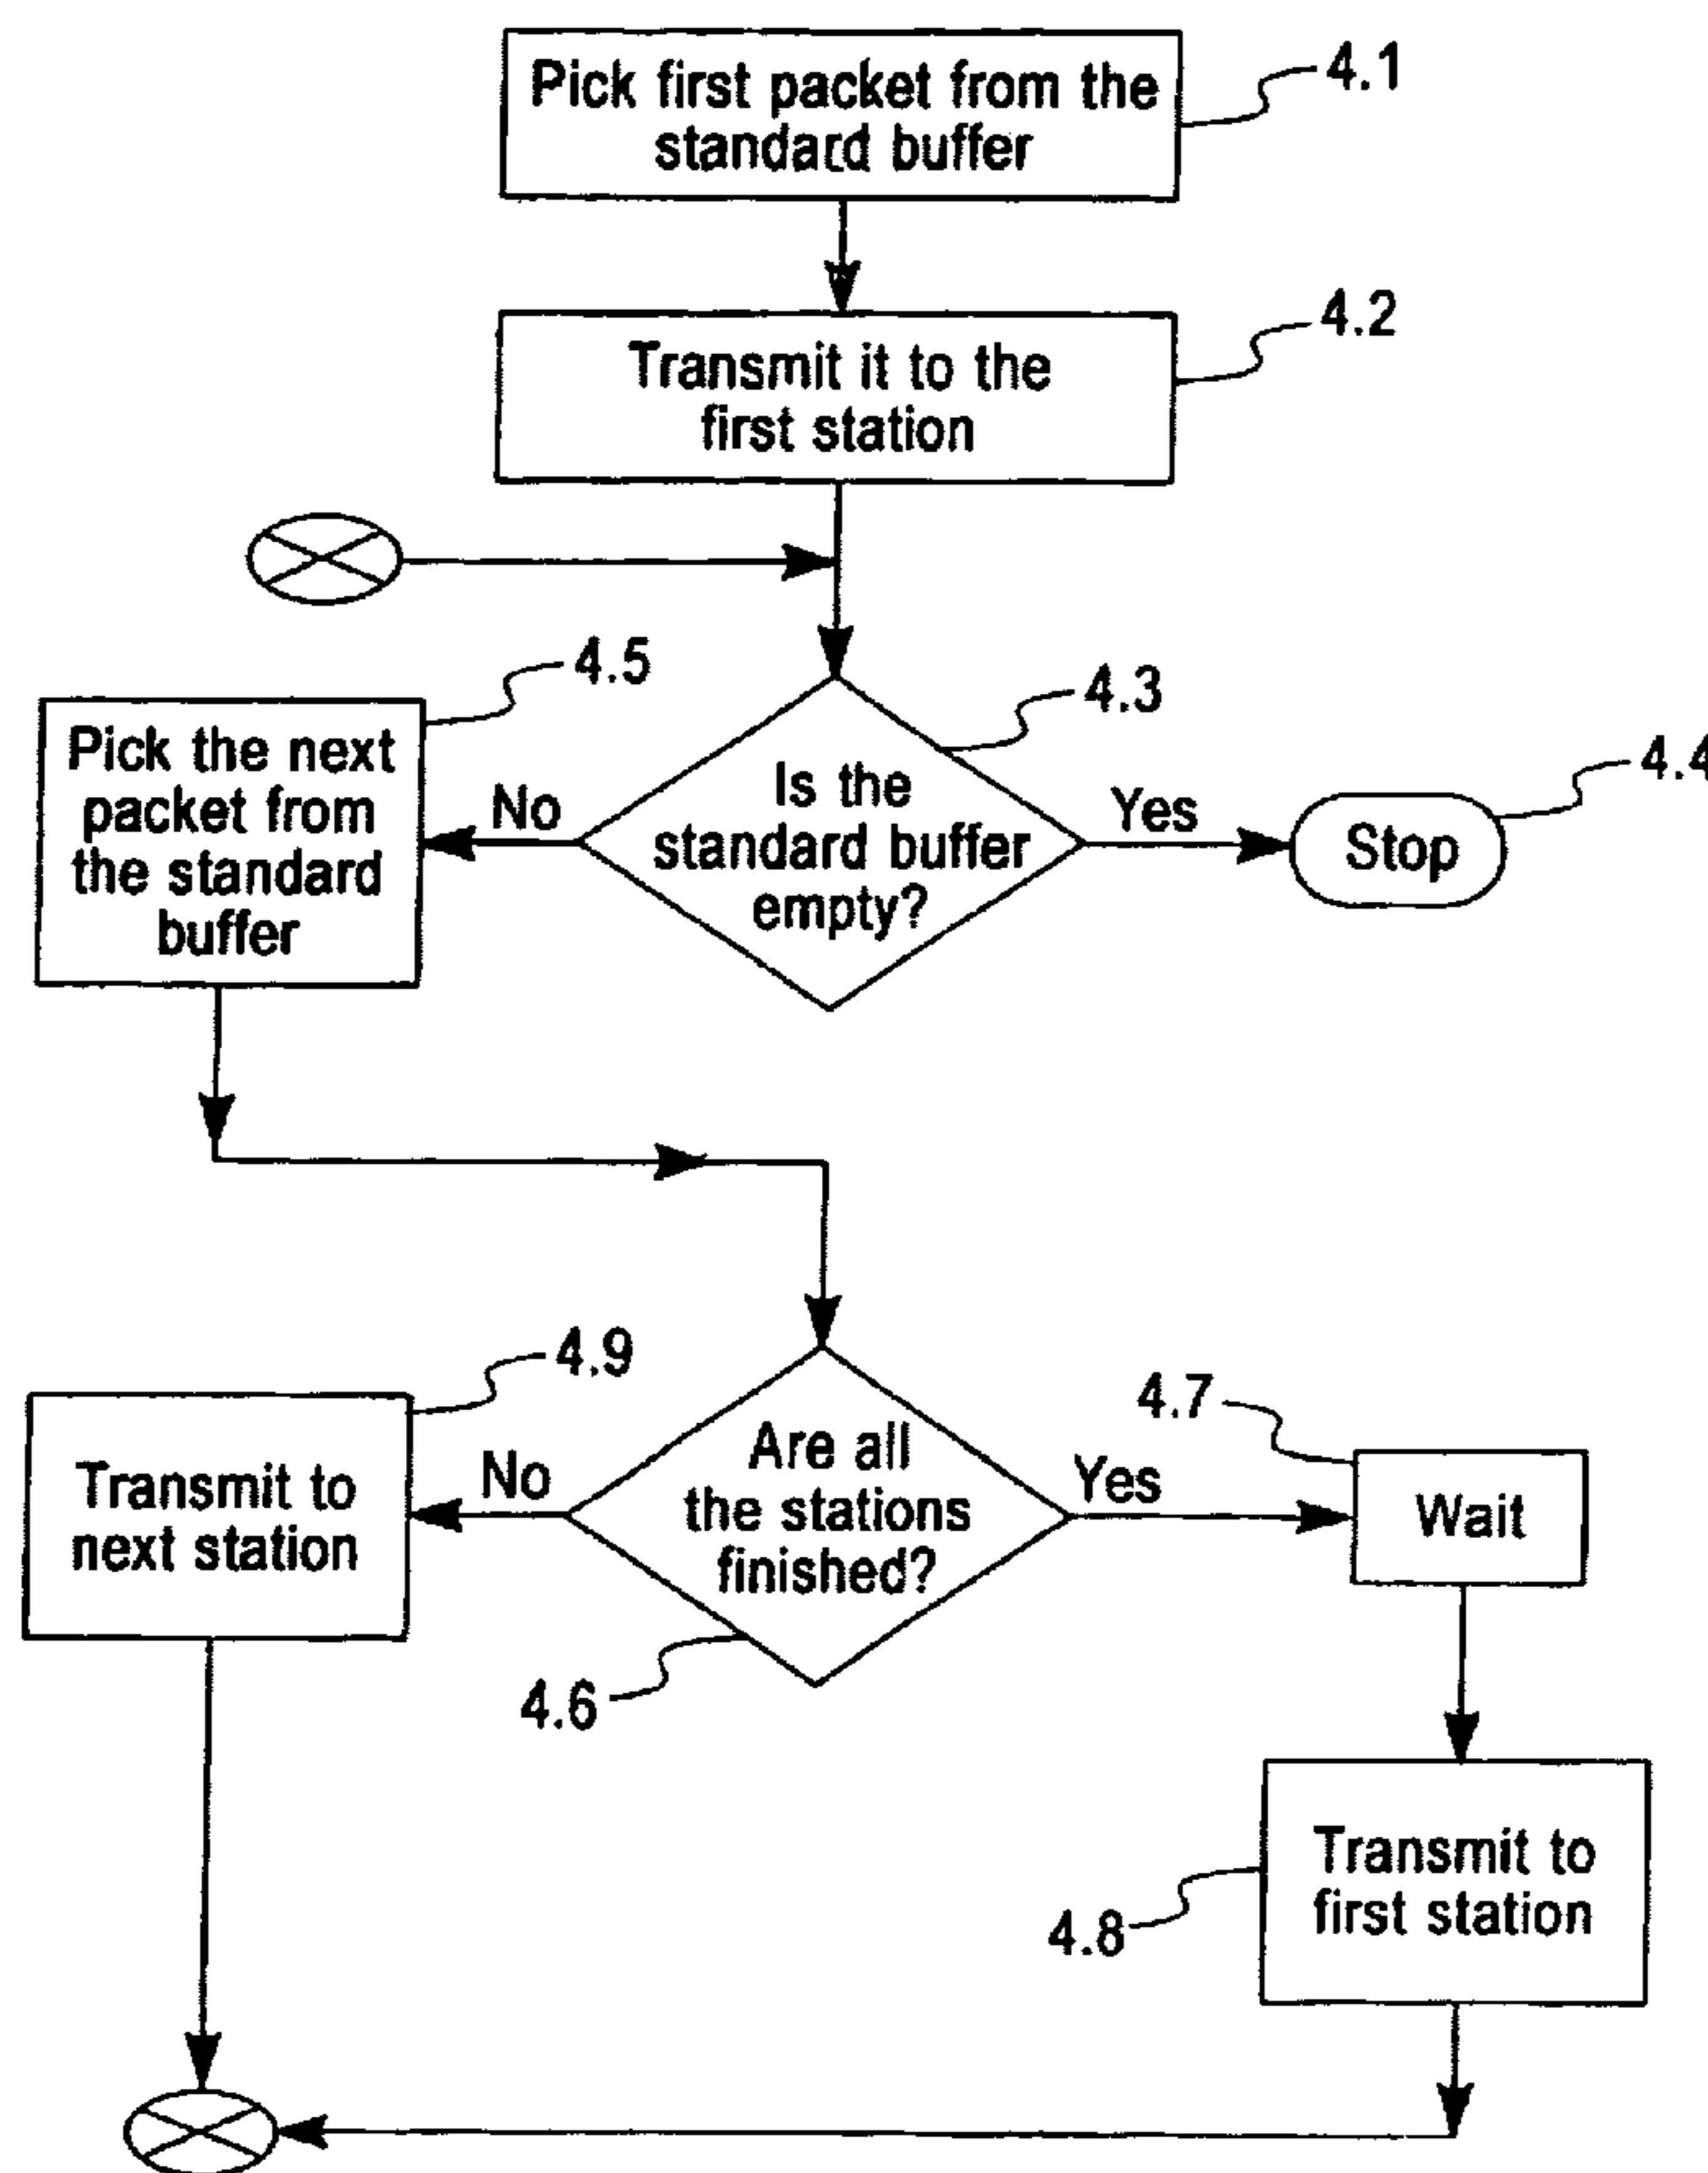 Pick first packet from the
standard buffer
4.1
Transmit it to the
first station
4.2
4.5
Pick the next
packet from
the standard
buffer
No
4.3
Is the
standard buffer
empty?
Yes
4.4
Stop
4.9
Transmit to
next station
No
Are all
the stations
finished?
4.6
Yes
4.7
Wait
Transmit to
first station
4.8